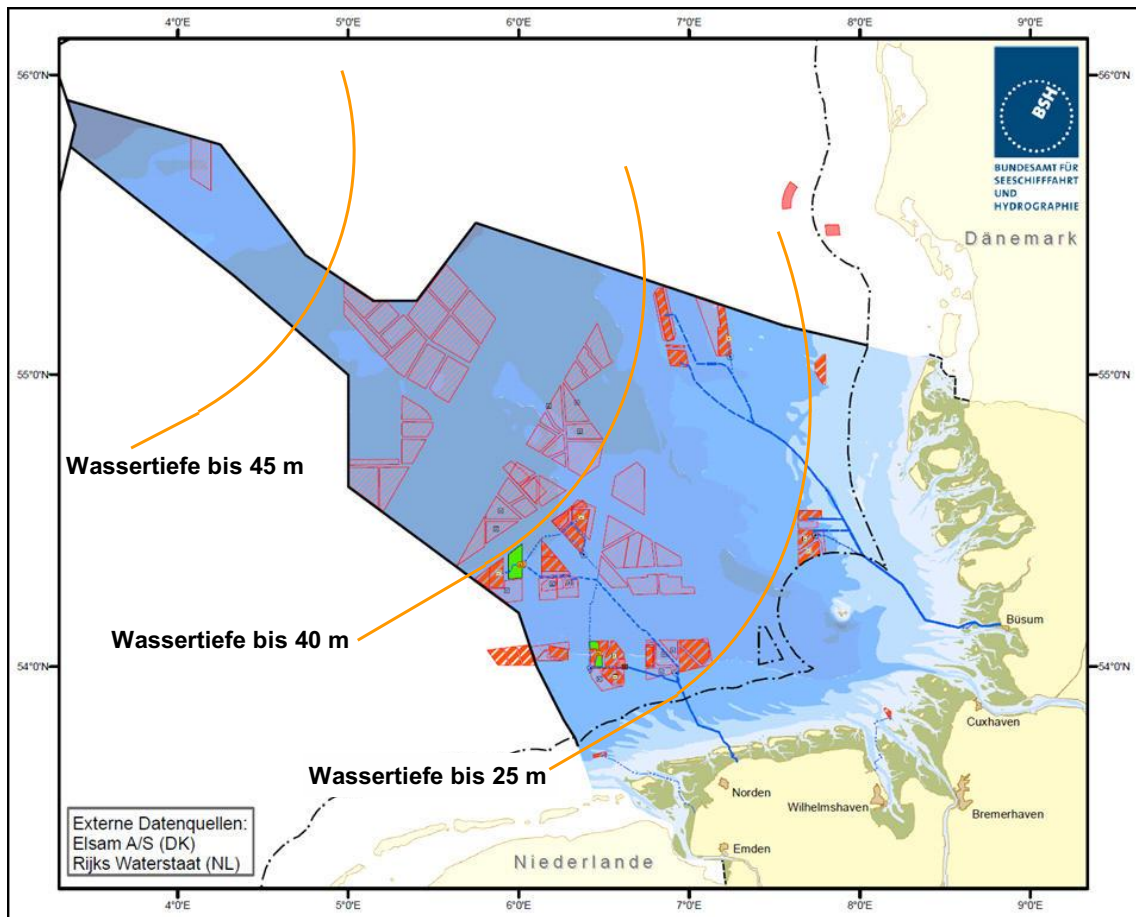 4°0'E 5°0'E 6°0'E 7°0'E 8°0'E 9°0'E
56°0'N 56°0'N
BSH
BUNDESAMT FÜR
SEESCHIFFFAHRT
UND
HYDROGRAPHIE
Dänemark
55°0'N 55°0'N
Wassertiefe bis 45 m
Wassertiefe bis 40 m
Büsum
54°0'N 54°0'N
Cuxhaven
Wassertiefe bis 25 m
Norden
Wilhelmshaven
Bremerhaven
Externe Datenquellen:
Elsam A/S (DK)
Rijks Waterstaat (NL)
Emden
Niederlande
4°0'E 5°0'E 6°0'E 7°0'E 8°0'E 9°0'E